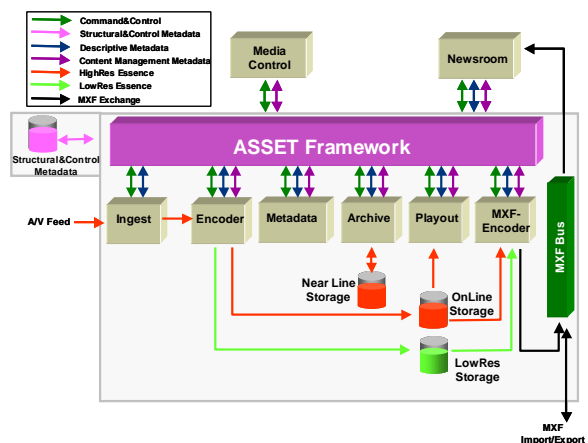 Command&Control
Structural&Control Metadata
Descriptive Metadata
Content Management Metadata
HighRes Essence
LowRes Essence
MXF Exchange
Media
Control
Newsroom
ASSET Framework
Structural&Control
Metadata
A/V Feed
Ingest
Encoder
Metadata
Archive
Playout
MXF-
Encoder
MXF Bus
Near Line
Storage
OnLine
Storage
LowRes
Storage
MXF
Import/Export